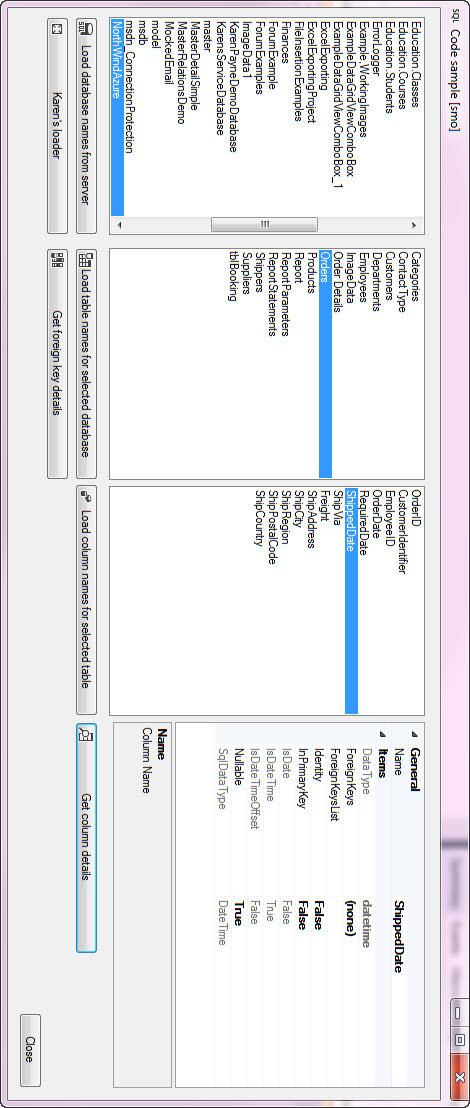 SQL Code sample [smo]
Education.Classes
Education.Courses
Education.Students
ErrorLogger
Example_WorkingImages
ExampleDataGridViewComboBox
ExampleDataGridViewComboBox_1
ExcelExporting
ExcelExportingProject
FileInsertionExamples
Finances
ForumExample
ForumExamples
ImageData1
KarenPayneDemoDatabase
KarensServiceDatabase
master
MasterDetailSimple
MasterRelationsDemo
MockedEmail
model
msdb
msdn_ConnectionProtection
NorthWindAzure
Categories
ContactType
Customers
Departments
Employees
ImageData
Order Details
Orders
Products
Report
ReportParameters
ReportStatements
Shippers
Suppliers
tblBooking
OrderID
CustomerIdentifier
EmployeeID
OrderDate
RequiredDate
ShippedDate
ShipVia
Freight
ShipAddress
ShipCity
ShipRegion
ShipPostalCode
ShipCountry
General
Name ShippedDate
Items
DataType datetime
ForeignKeys (none)
ForeignKeysList
Identity False
InPrimaryKey False
IsDate False
IsDateTime True
IsDateTimeOffset False
Nullable True
SqlDataType DateTime
Name
Column Name
Load database names from server
Load table names for selected database
Load column names for selected table
Get column details
Karen's loader
Get foreign key details
Close